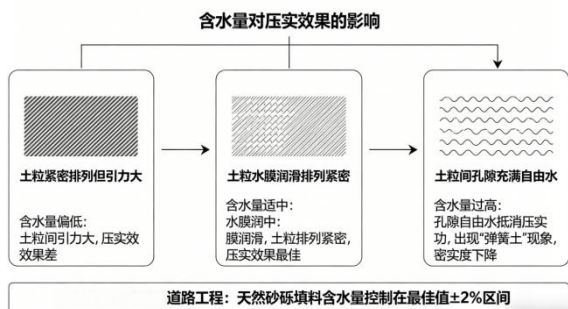 含水量对压实效果的影响
土粒紧密排列但引力大
含水量偏低:
土粒间引力大, 压实效
效果差
土粒水膜润滑排列紧密
含水量适中:
水膜润中:
膜润滑, 土粒排列紧密,
压实效果最佳
土粒间孔隙充满自由水
含水量过高:
孔隙自由水抵消压实
功, 出现“弹簧土”现象,
密实度下降
道路工程: 天然砂砾填料含水量控制在最佳值±2%区间